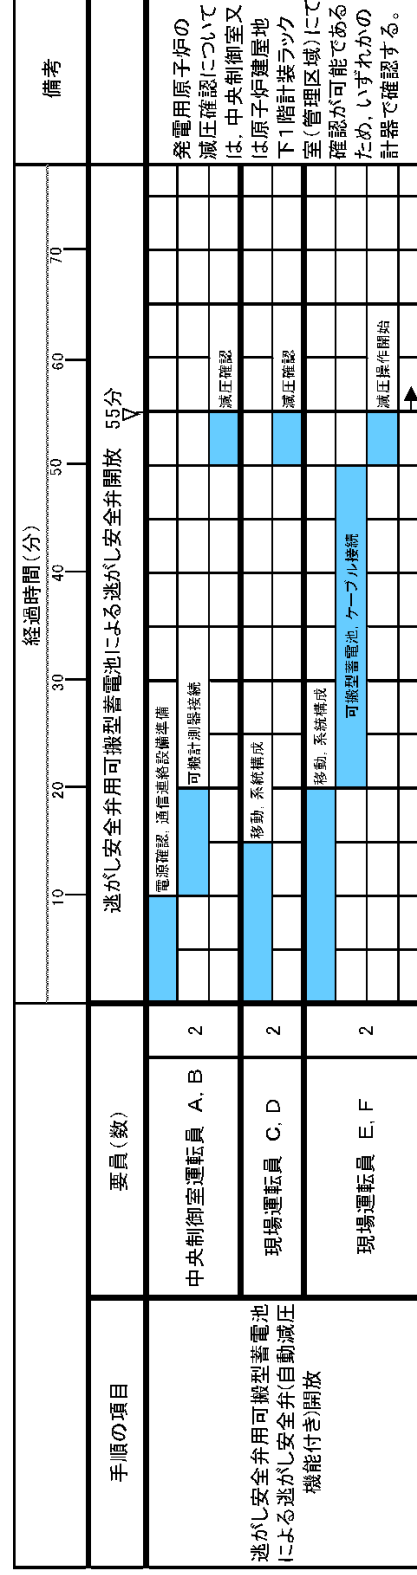 手順の項目
要員(数)
経過時間(分)
備考
10
20
30
40
50
60
70
逃がし安全弁用可搬型蓄電池による逃がし安全弁開放 55分
逃がし安全弁用可搬型蓄電池
による逃がし安全弁(自動減圧
機能付き)開放
中央制御室運転員 A, B
2
電源確認, 通信連絡設備準備
可搬計測器接続
減圧確認
現場運転員 C, D
2
移動, 系統構成
減圧確認
現場運転員 E, F
2
移動, 系統構成
可搬型蓄電池, ケーブル接続
減圧操作開始
発電用原子炉の
減圧確認について
は, 中央制御室又
は原子炉建屋地
下1階計装ラック
室(管理区域)にて
確認が可能である
ため, いずれかの
計器で確認する。